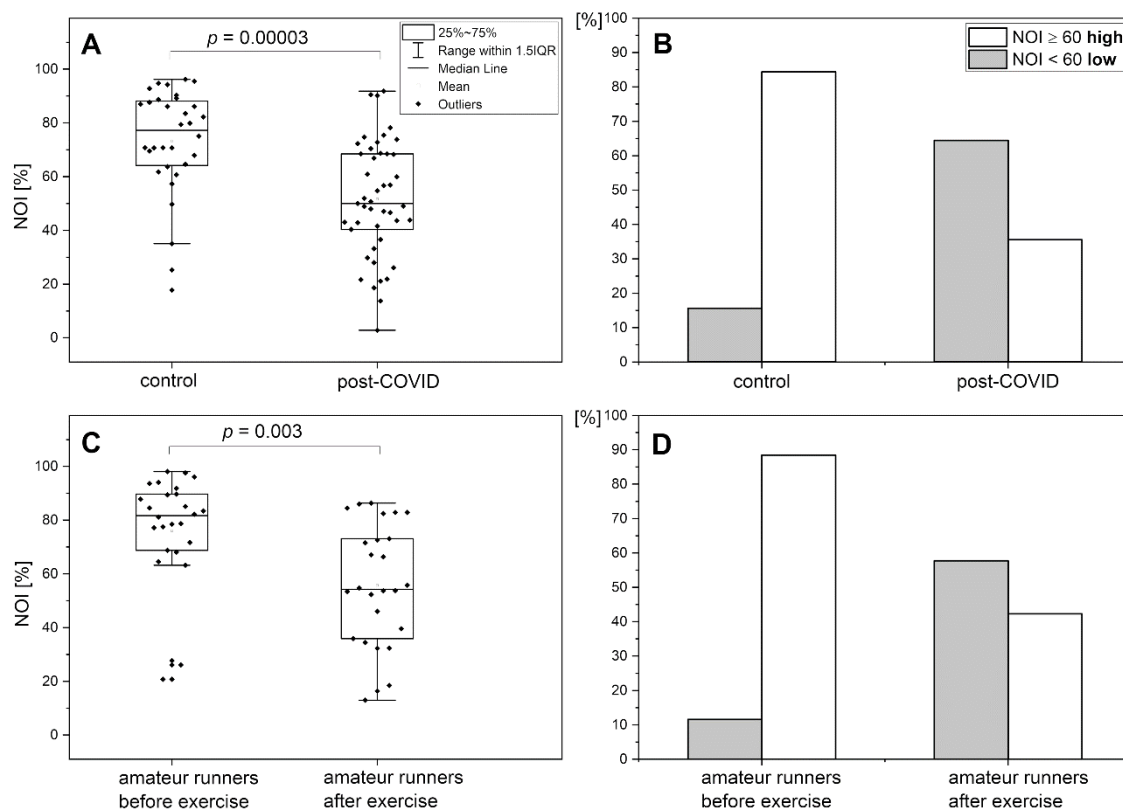 A
p = 0.00003
25%~75%
Range within 1.5IQR
Median Line
Mean
Outliers
NOI [%]
100
80
60
40
20
0
control
post-COVID
[%]
B
NOI ≥ 60 high
NOI < 60 low
100
90
80
70
60
50
40
30
20
10
0
control
post-COVID
C
p = 0.003
NOI [%]
100
80
60
40
20
0
amateur runners
before exercise
amateur runners
after exercise
[%]
D
100
90
80
70
60
50
40
30
20
10
0
amateur runners
before exercise
amateur runners
after exercise